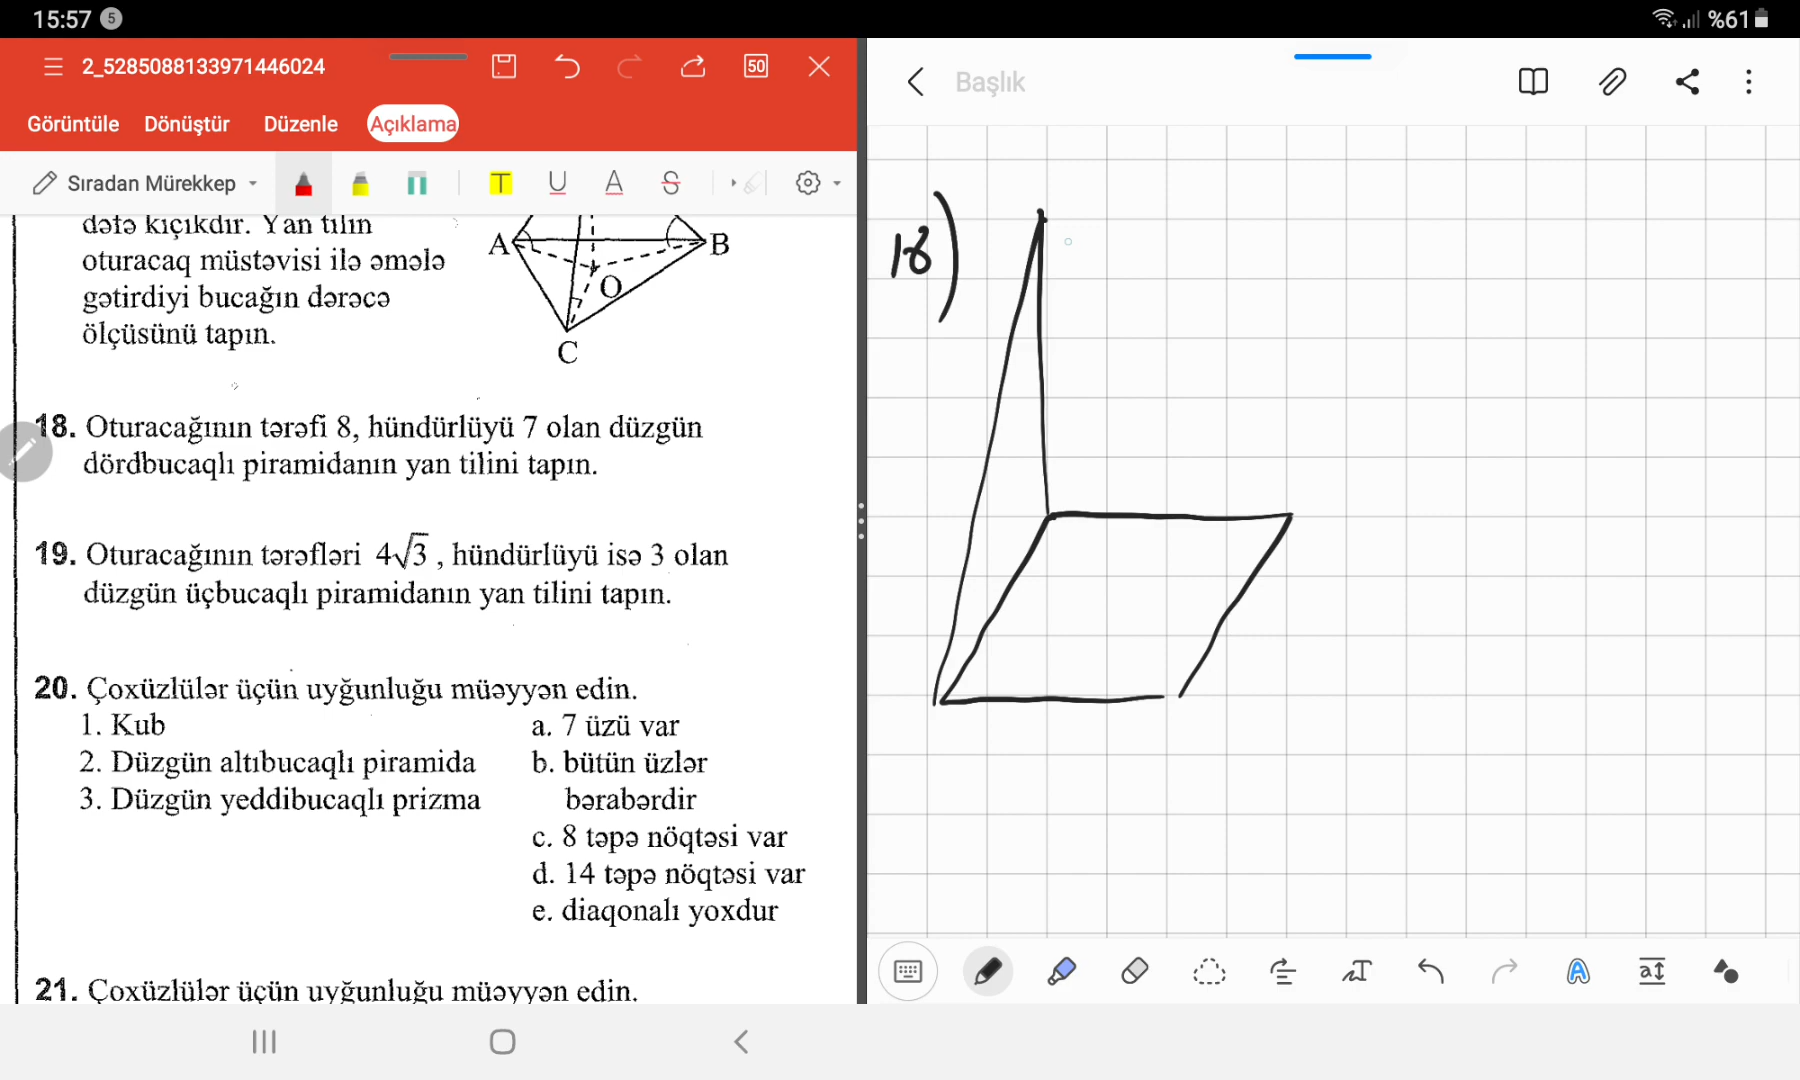 15:57 5 %61
2_5285088133971446024 50
Görüntüle Dönüştür Düzenle Açıklama
Sıradan Mürekkep T U A S
dəfə kiçikdir. Yan tilin
oturacaq müstəvisi ilə əmələ
gətirdiyi bucağın dərəcə
ölçüsünü tapın.
A B
O
C
18. Oturacağının tərəfi 8, hündürlüyü 7 olan düzgün
dördbucaqlı piramidanın yan tilini tapın.
19. Oturacağının tərəfləri 4√3, hündürlüyü isə 3 olan
düzgün üçbucaqlı piramidanın yan tilini tapın.
20. Çoxüzlülər üçün uyğunluğu müəyyən edin.
1. Kub
2. Düzgün altıbucaqlı piramida
3. Düzgün yeddibucaqlı prizma
a. 7 üzü var
b. bütün üzlər
bərabərdir
c. 8 təpə nöqtəsi var
d. 14 təpə nöqtəsi var
e. diaqonalı yoxdur
21. Çoxüzlülər üçün uyğunluğu müəyyən edin.
Başlık
18)